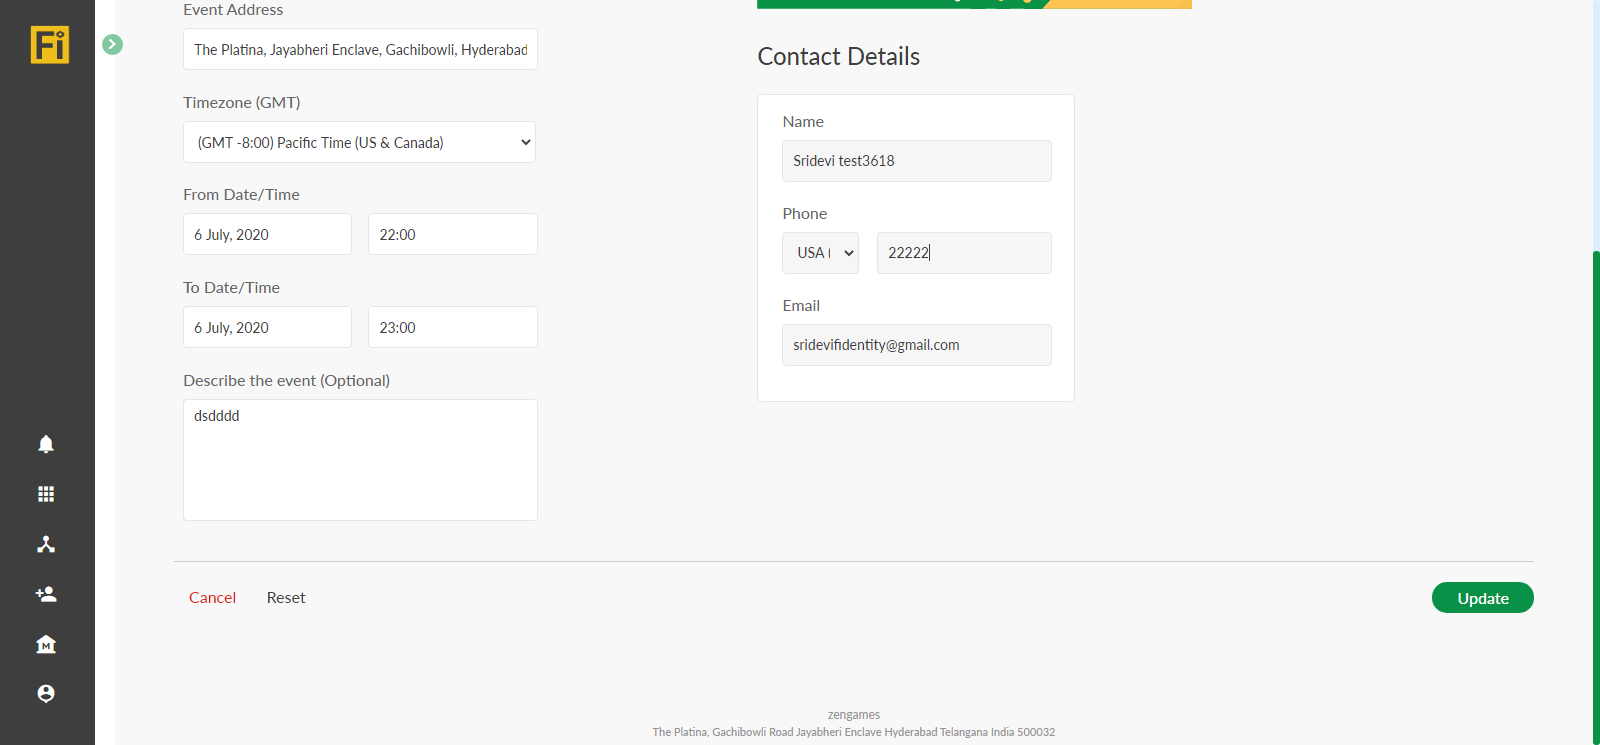 Fi
Event Address
The Platina, Jayabheri Enclave, Gachibowli, Hyderabad
Timezone (GMT)
(GMT -8:00) Pacific Time (US & Canada)
From Date/Time
6 July, 2020 22:00
To Date/Time
6 July, 2020 23:00
Describe the event (Optional)
dsdddd
Contact Details
Name
Sridevi test3618
Phone
USA ( 22222
Email
sridevifidentity@gmail.com
Cancel Reset Update
M
zengames
The Platina, Gachibowli Road Jayabheri Enclave Hyderabad Telangana India 500032